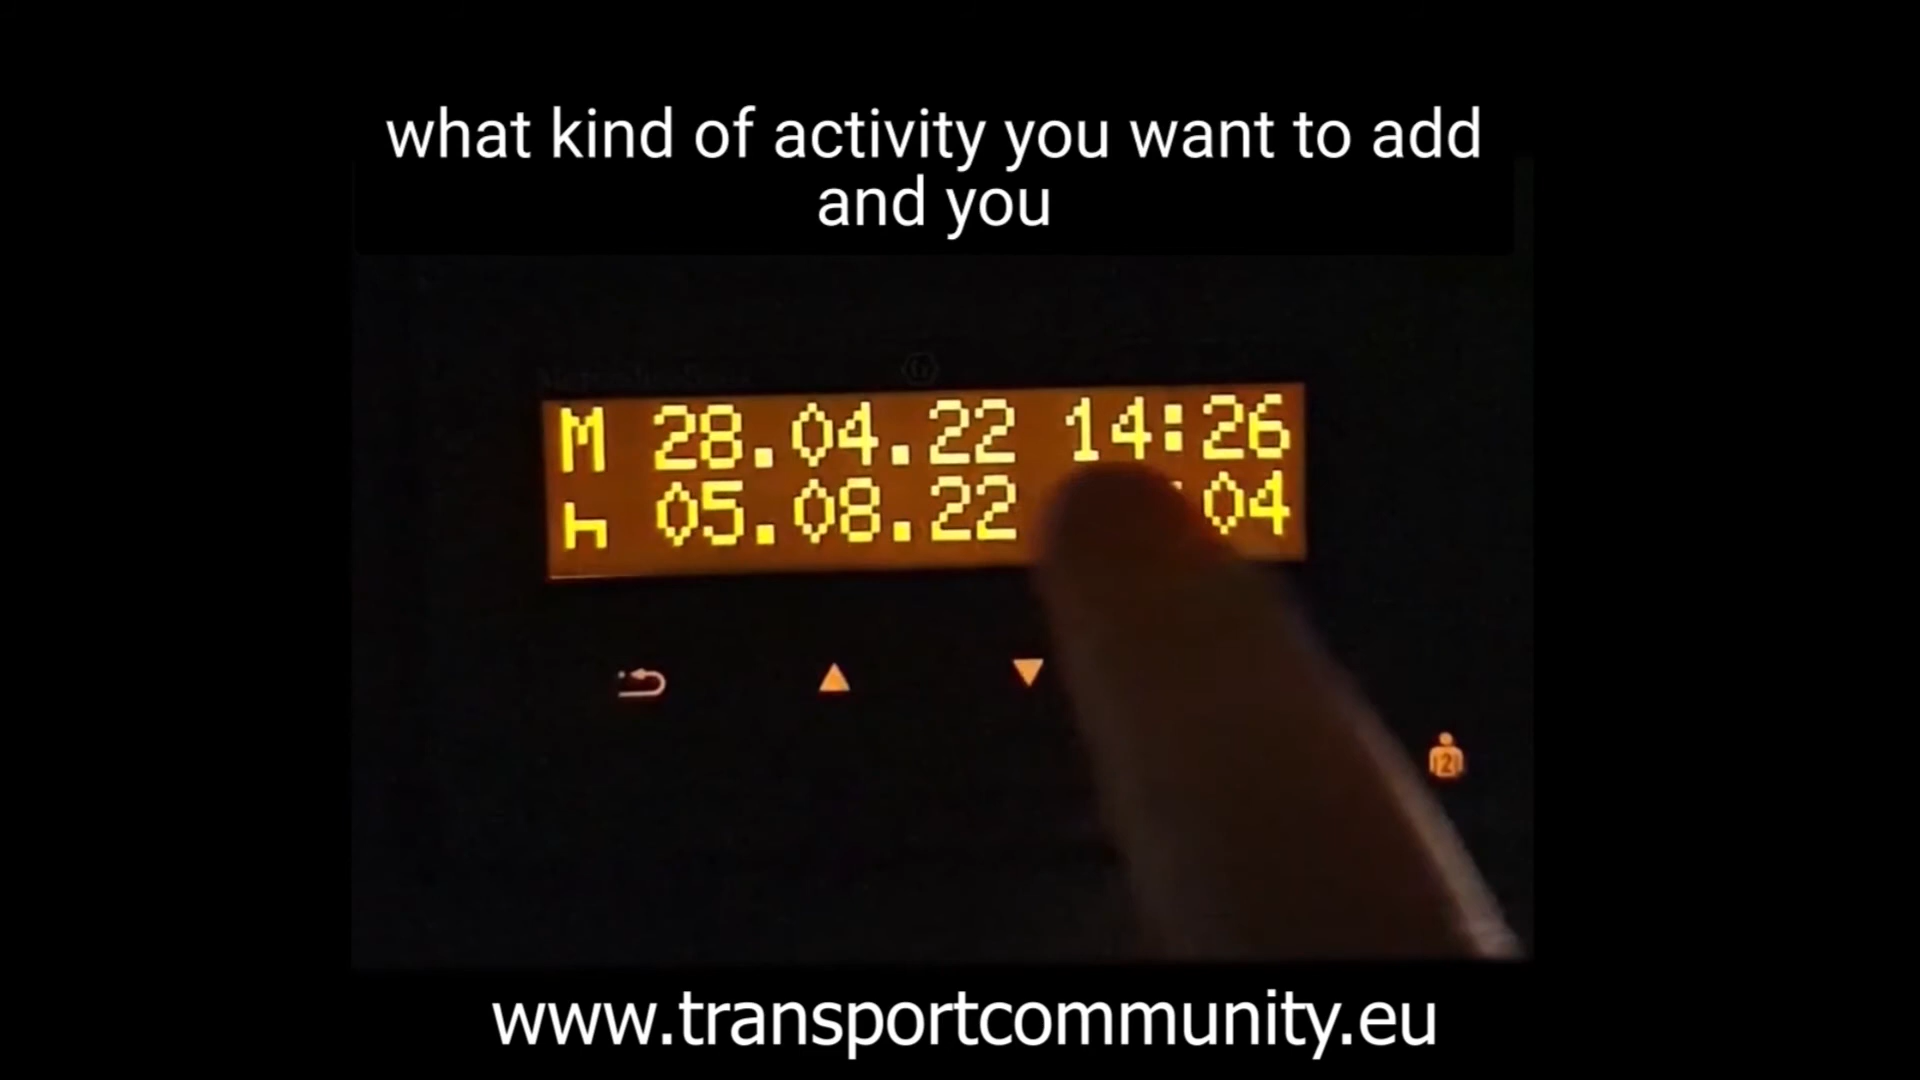 what kind of activity you want to add
and you
M 28.04.22 14:26
h 05.08.22 04
2
www.transportcommunity.eu